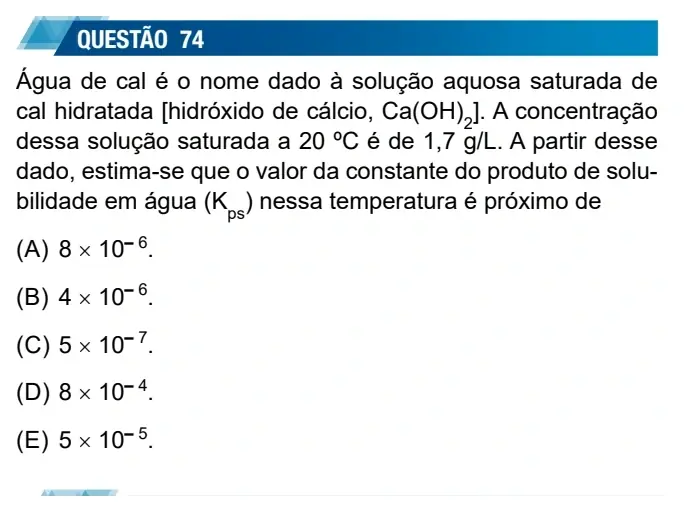 QUESTÃO 74
Água de cal é o nome dado à solução aquosa saturada de
cal hidratada [hidróxido de cálcio, Ca(OH)₂]. A concentração
dessa solução saturada a 20 ºC é de 1,7 g/L. A partir desse
dado, estima-se que o valor da constante do produto de solu-
bilidade em água (Kₚₛ) nessa temperatura é próximo de
(A) 8 × 10⁻⁶.
(B) 4 × 10⁻⁶.
(C) 5 × 10⁻⁷.
(D) 8 × 10⁻⁴.
(E) 5 × 10⁻⁵.